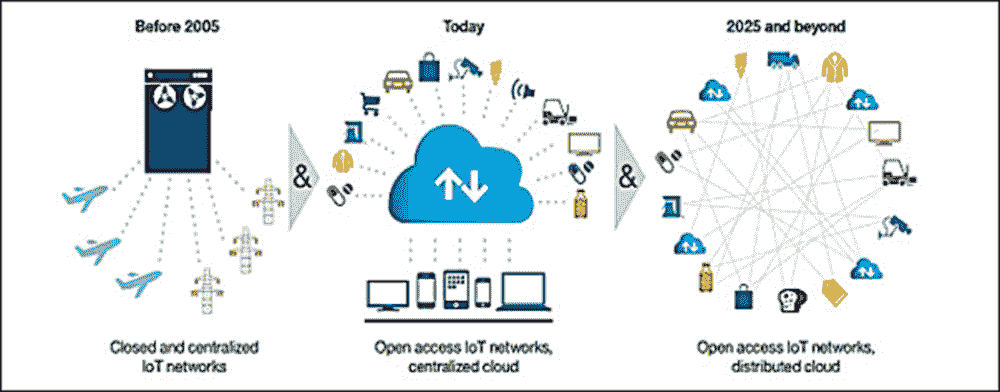 Before 2005
Today
2025 and beyond
&
&
Closed and centralized
IoT networks
Open access IoT networks,
centralized cloud
Open access IoT networks,
distributed cloud